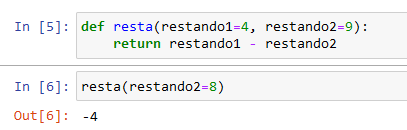 In [5]: def resta(restando1=4, restando2=9):
return restando1 - restando2
In [6]: resta(restando2=8)
Out[6]: -4